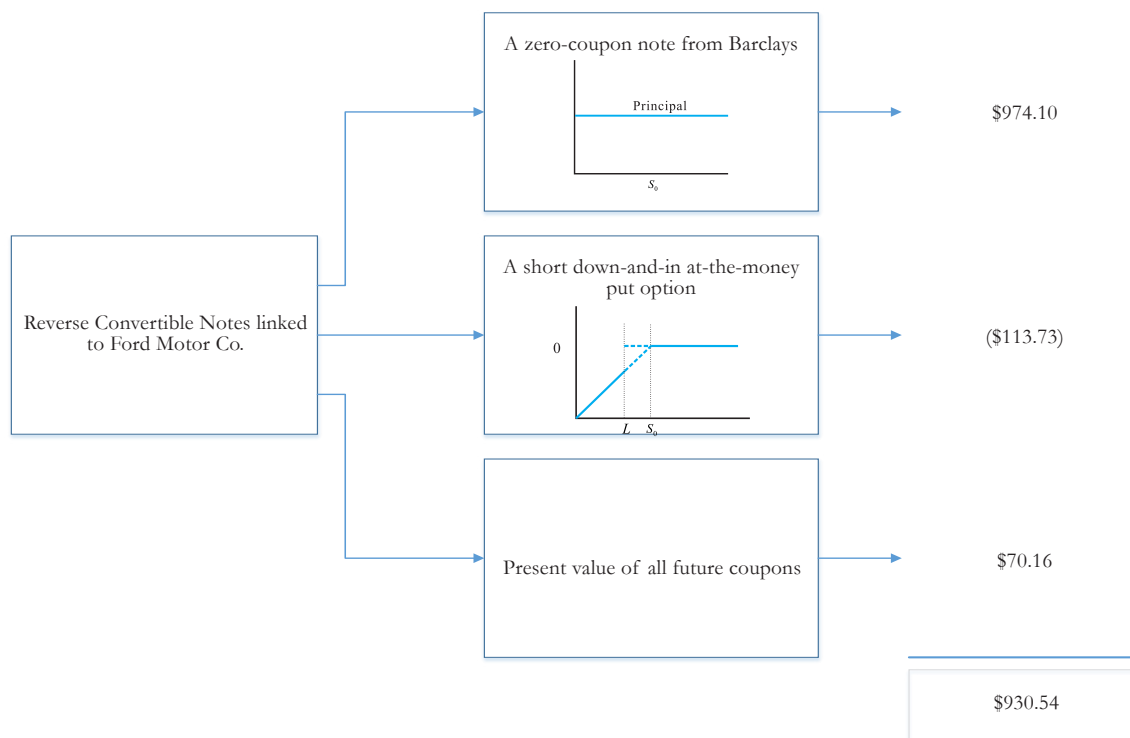 A zero-coupon note from Barclays
Principal
S₀
$974.10
Reverse Convertible Notes linked
to Ford Motor Co.
A short down-and-in at-the-money
put option
0
L S₀
($113.73)
Present value of all future coupons
$70.16
$930.54